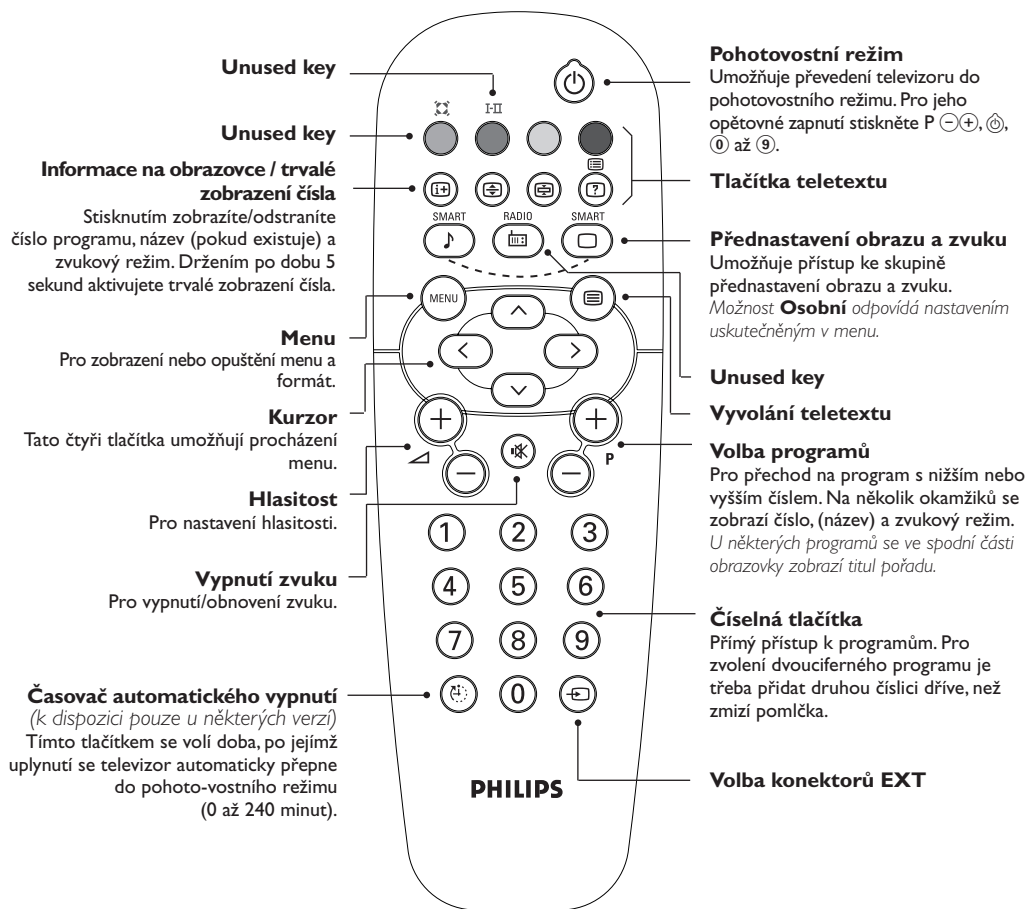 Unused key
Unused key
Informace na obrazovce / trvalé
zobrazení čísla
Stisknutím zobrazíte/odstraníte
číslo programu, název (pokud existuje) a
zvukový režim. Držením po dobu 5
sekund aktivujete trvalé zobrazení čísla.
Menu
Pro zobrazení nebo opuštění menu a
formát.
Kurzor
Tato čtyři tlačítka umožňují procházení
menu.
Hlasitost
Pro nastavení hlasitosti.
Vypnutí zvuku
Pro vypnutí/obnovení zvuku.
Časovač automatického vypnutí
(k dispozici pouze u některých verzí)
Tímto tlačítkem se volí doba, po jejímž
uplynutí se televizor automaticky přepne
do pohoto-vostního režimu
(0 až 240 minut).
I-II
i+
?
SMART RADIO SMART
MENU
+ +
P
− −
1 2 3
4 5 6
7 8 9
0
PHILIPS
Pohotovostní režim
Umožňuje převedení televizoru do
pohotovostního režimu. Pro jeho
opětovné zapnutí stiskněte P − +, ⏻,
0 až 9.
Tlačítka teletextu
Přednastavení obrazu a zvuku
Umožňuje přístup ke skupině
přednastavení obrazu a zvuku.
Možnost Osobní odpovídá nastavením
uskutečněným v menu.
Unused key
Vyvolání teletextu
Volba programů
Pro přechod na program s nižším nebo
vyšším číslem. Na několik okamžiků se
zobrazí číslo, (název) a zvukový režim.
U některých programů se ve spodní části
obrazovky zobrazí titul pořadu.
Číselná tlačítka
Přímý přístup k programům. Pro
zvolení dvouciferného programu je
třeba přidat druhou číslici dříve, než
zmizí pomlčka.
Volba konektorů EXT